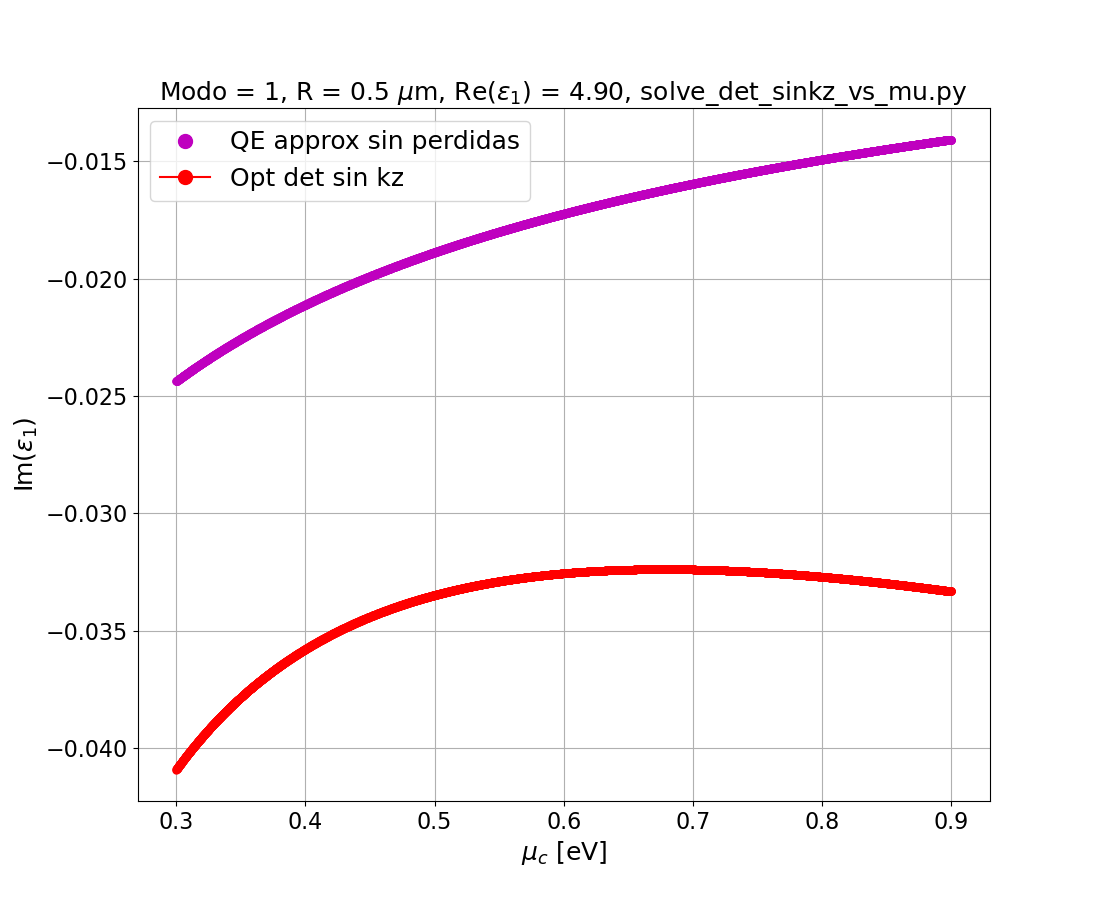 Modo = 1, R = 0.5 μm, Re(ε₁) = 4.90, solve_det_sinkz_vs_mu.py
QE approx sin perdidas
Opt det sin kz
−0.015
−0.020
−0.025
−0.030
−0.035
−0.040
Im(ε₁)
0.3 0.4 0.5 0.6 0.7 0.8 0.9
μ_c [eV]